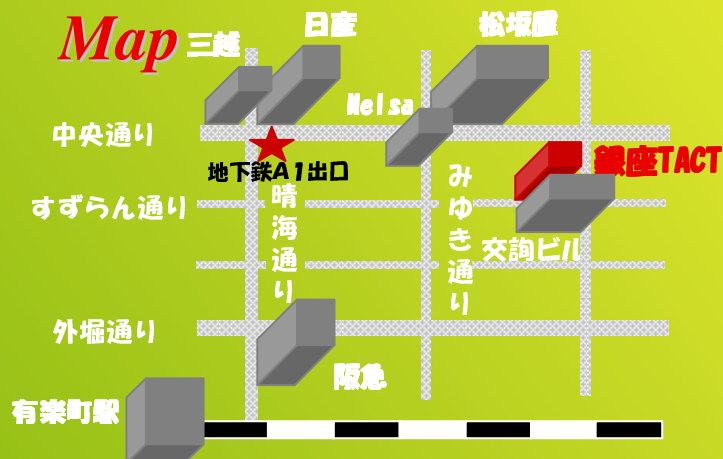 Map
三越
日産
松坂屋
Melsa
中央通り
銀座TACT
地下鉄A1出口
すずらん通り
晴海通り
みゆき通り
交詢ビル
外堀通り
阪急
有楽町駅